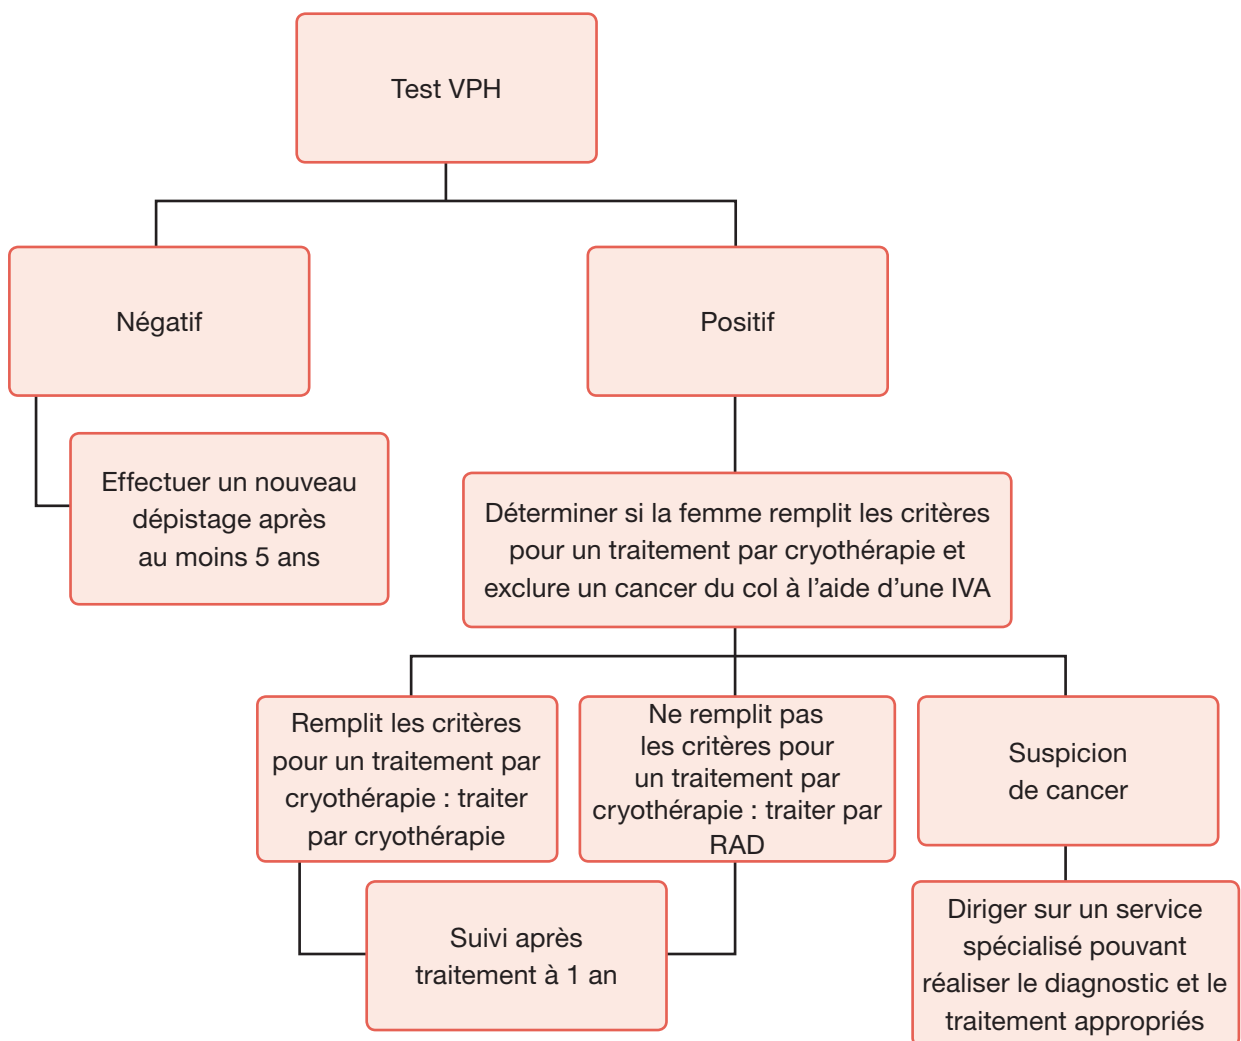 Test VPH
Négatif
Positif
Effectuer un nouveau
dépistage après
au moins 5 ans
Déterminer si la femme remplit les critères
pour un traitement par cryothérapie et
exclure un cancer du col à l’aide d’une IVA
Remplit les critères
pour un traitement par
cryothérapie : traiter
par cryothérapie
Ne remplit pas
les critères pour
un traitement par
cryothérapie : traiter par
RAD
Suspicion
de cancer
Suivi après
traitement à 1 an
Diriger sur un service
spécialisé pouvant
réaliser le diagnostic et le
traitement appropriés